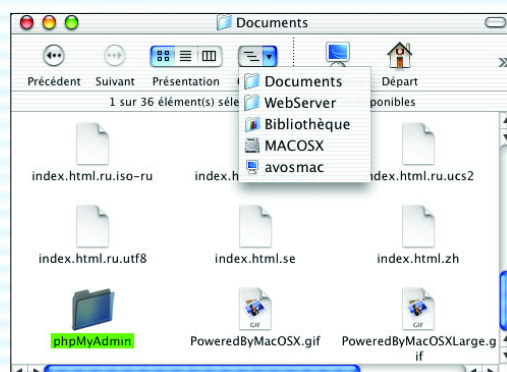 Documents
Précédent Suivant Présentation Départ
1 sur 36 élément(s) ponibles
Documents
WebServer
Bibliothèque
MACOSX
avosmac
index.html.ru.iso-ru
index.html.ru.ucs2
index.html.ru.utf8
index.html.se
index.html.zh
GIF
GIF
phpMyAdmin
PoweredByMacOSX.gif
PoweredByMacOSXLarge.g
if